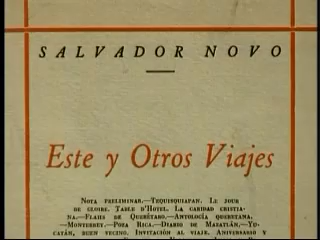 SALVADOR NOVO
Este y Otros Viajes
NOTA PRELIMINAR.—TEQUISQUIAPAN. LE JOUR
DE GLOIRE. TABLE D'HOTEL. LA CARIDAD CRISTIA-
NA.—FLAHS DE QUERÉTARO.—ANTOLOGÍA QUERETANA.
—MONTERREY.—POZA RICA.—DIARIO DE MAZATLÁN.—YU-
CATÁN, BUEN VECINO. INVITACIÓN AL VIAJE. ANIVERSARIO Y